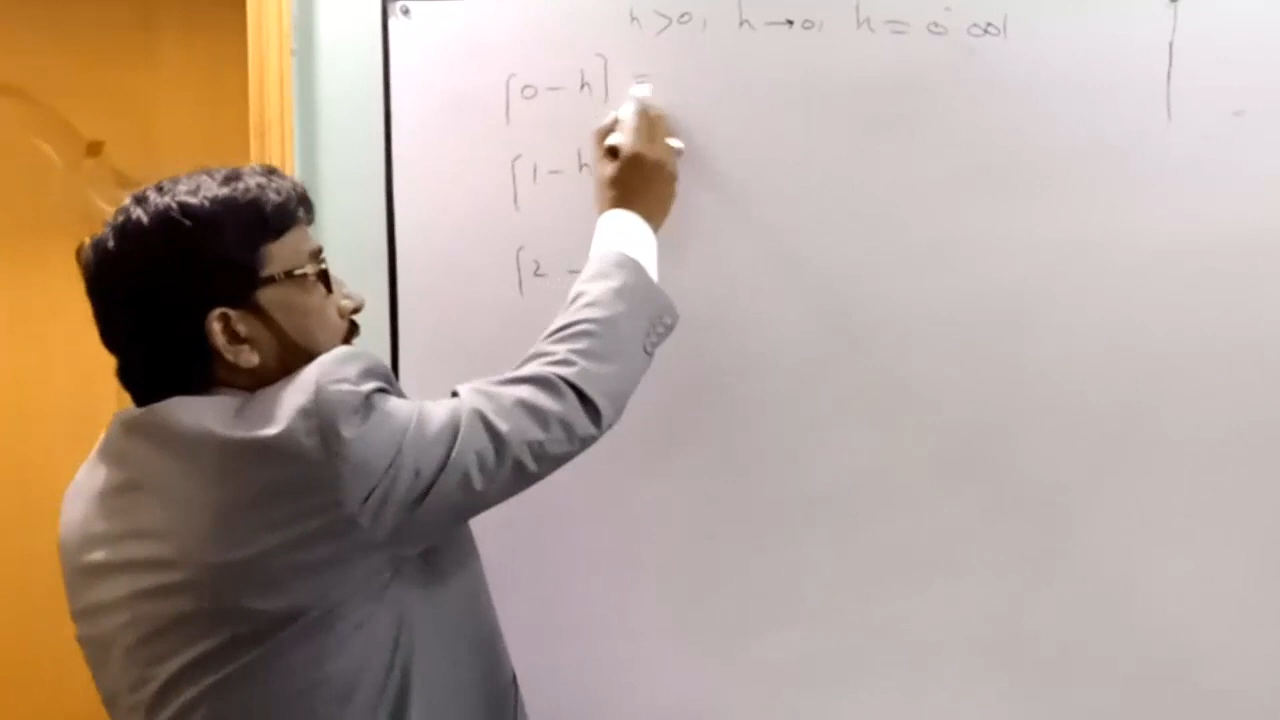 h > 0, h → 0, h = 0.001
[0 - h] =
[1 - h
[2 -